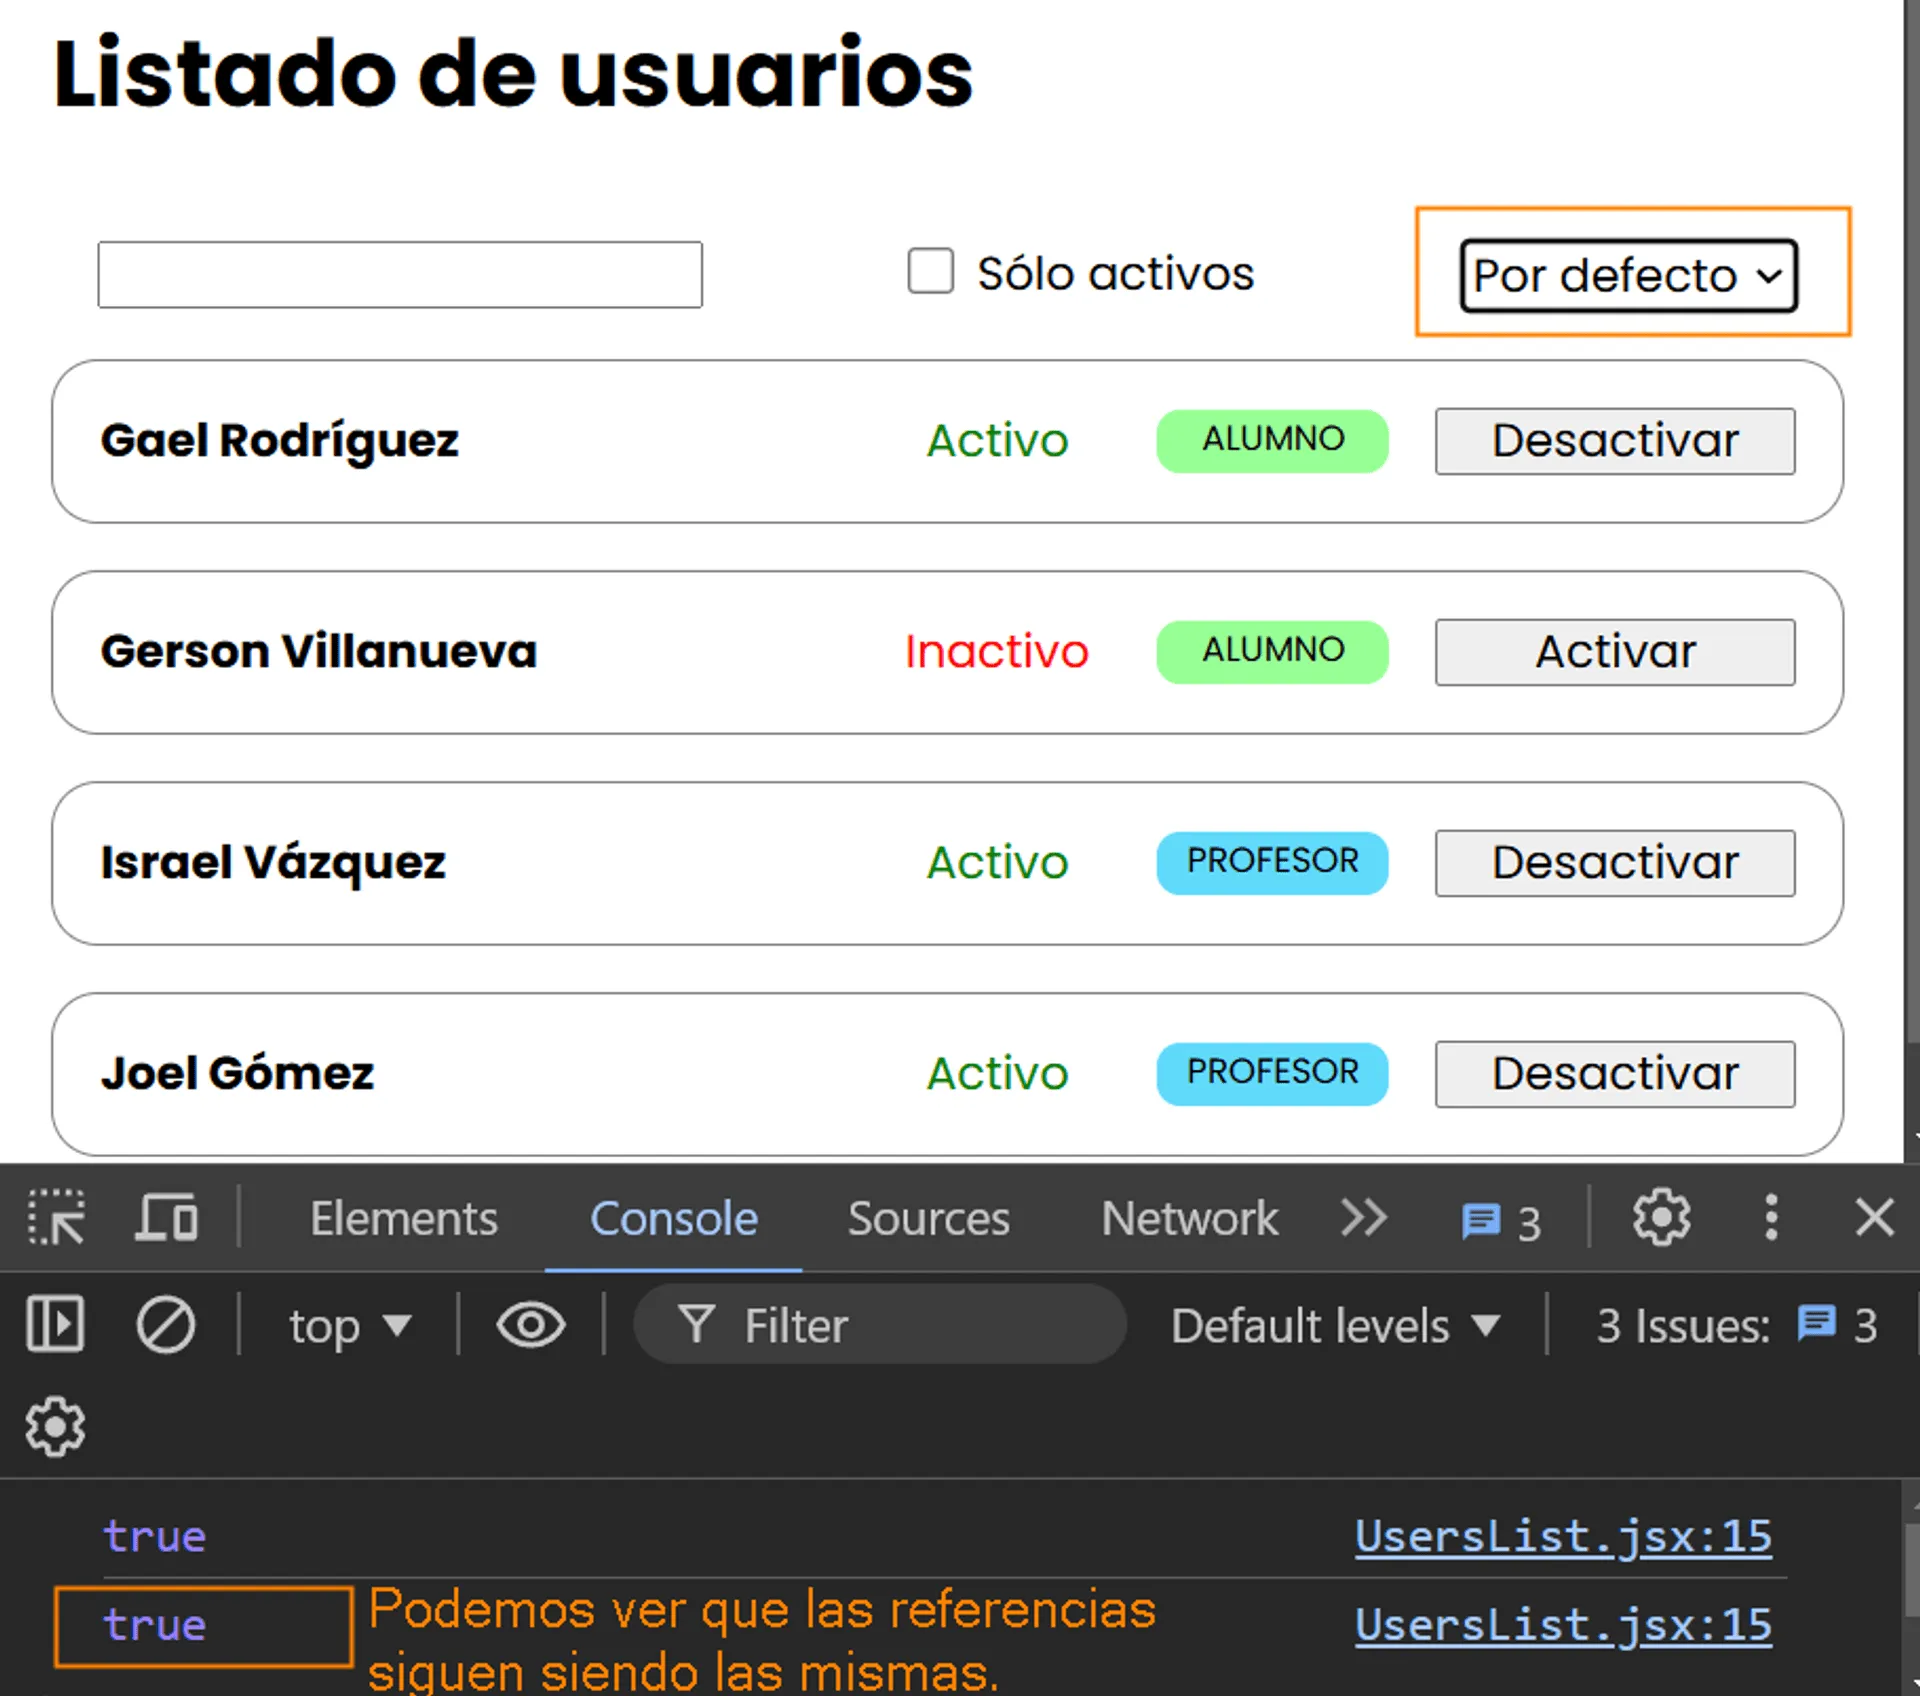 Listado de usuarios
Sólo activos Por defecto
Gael Rodríguez Activo ALUMNO Desactivar
Gerson Villanueva Inactivo ALUMNO Activar
Israel Vázquez Activo PROFESOR Desactivar
Joel Gómez Activo PROFESOR Desactivar
Elements Console Sources Network 3
top Filter Default levels 3 Issues: 3
true UsersList.jsx:15
true Podemos ver que las referencias UsersList.jsx:15
siguen siendo las mismas.